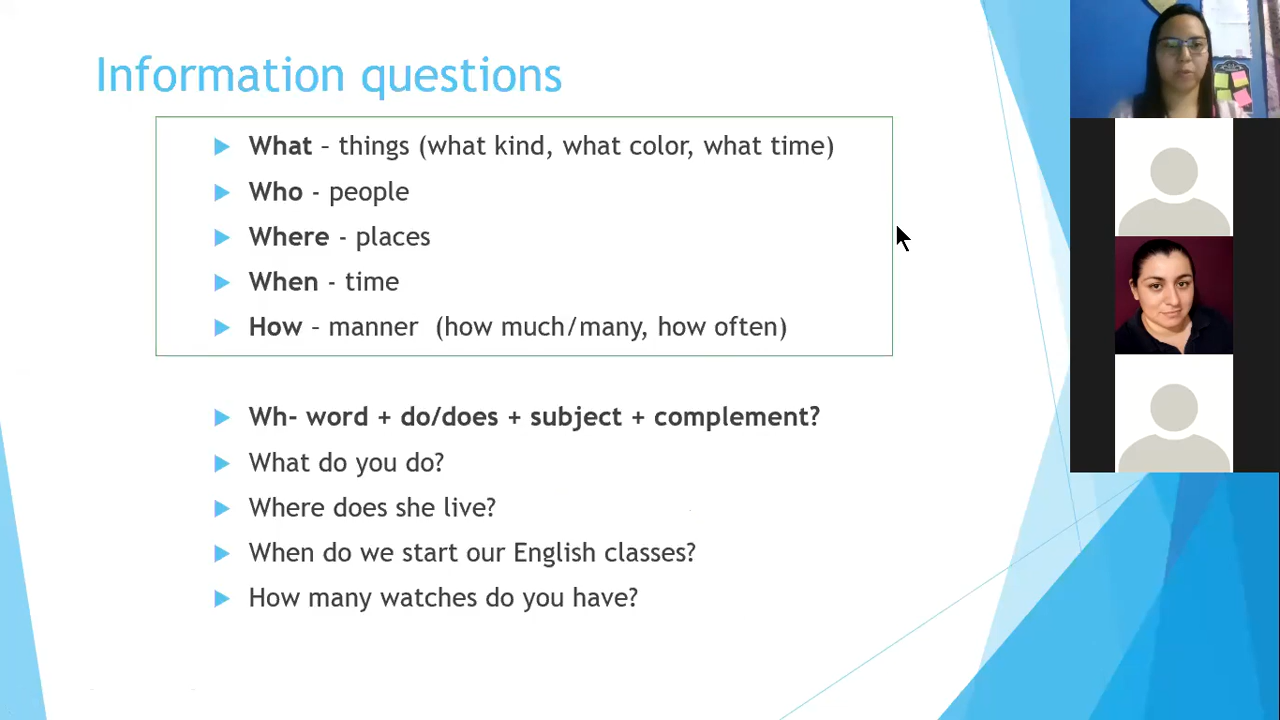 Information questions
What – things (what kind, what color, what time)
Who - people
Where - places
When - time
How – manner (how much/many, how often)
Wh- word + do/does + subject + complement?
What do you do?
Where does she live?
When do we start our English classes?
How many watches do you have?